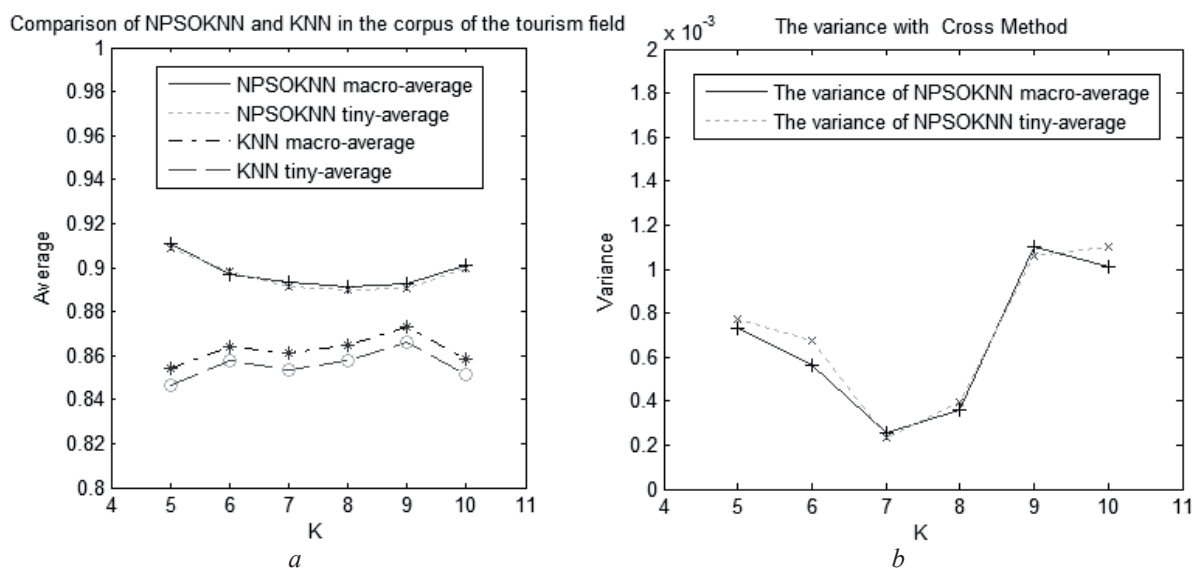 Comparison of NPSOKNN and KNN in the corpus of the tourism field
1
0.98
0.96
0.94
0.92
0.9
0.88
0.86
0.84
0.82
0.8
Average
NPSOKNN macro-average
NPSOKNN tiny-average
KNN macro-average
KNN tiny-average
4 5 6 7 8 9 10 11
K
a
The variance with Cross Method
x 10-3
2
1.8
1.6
1.4
1.2
1
0.8
0.6
0.4
0.2
0
Variance
The variance of NPSOKNN macro-average
The variance of NPSOKNN tiny-average
4 5 6 7 8 9 10 11
K
b